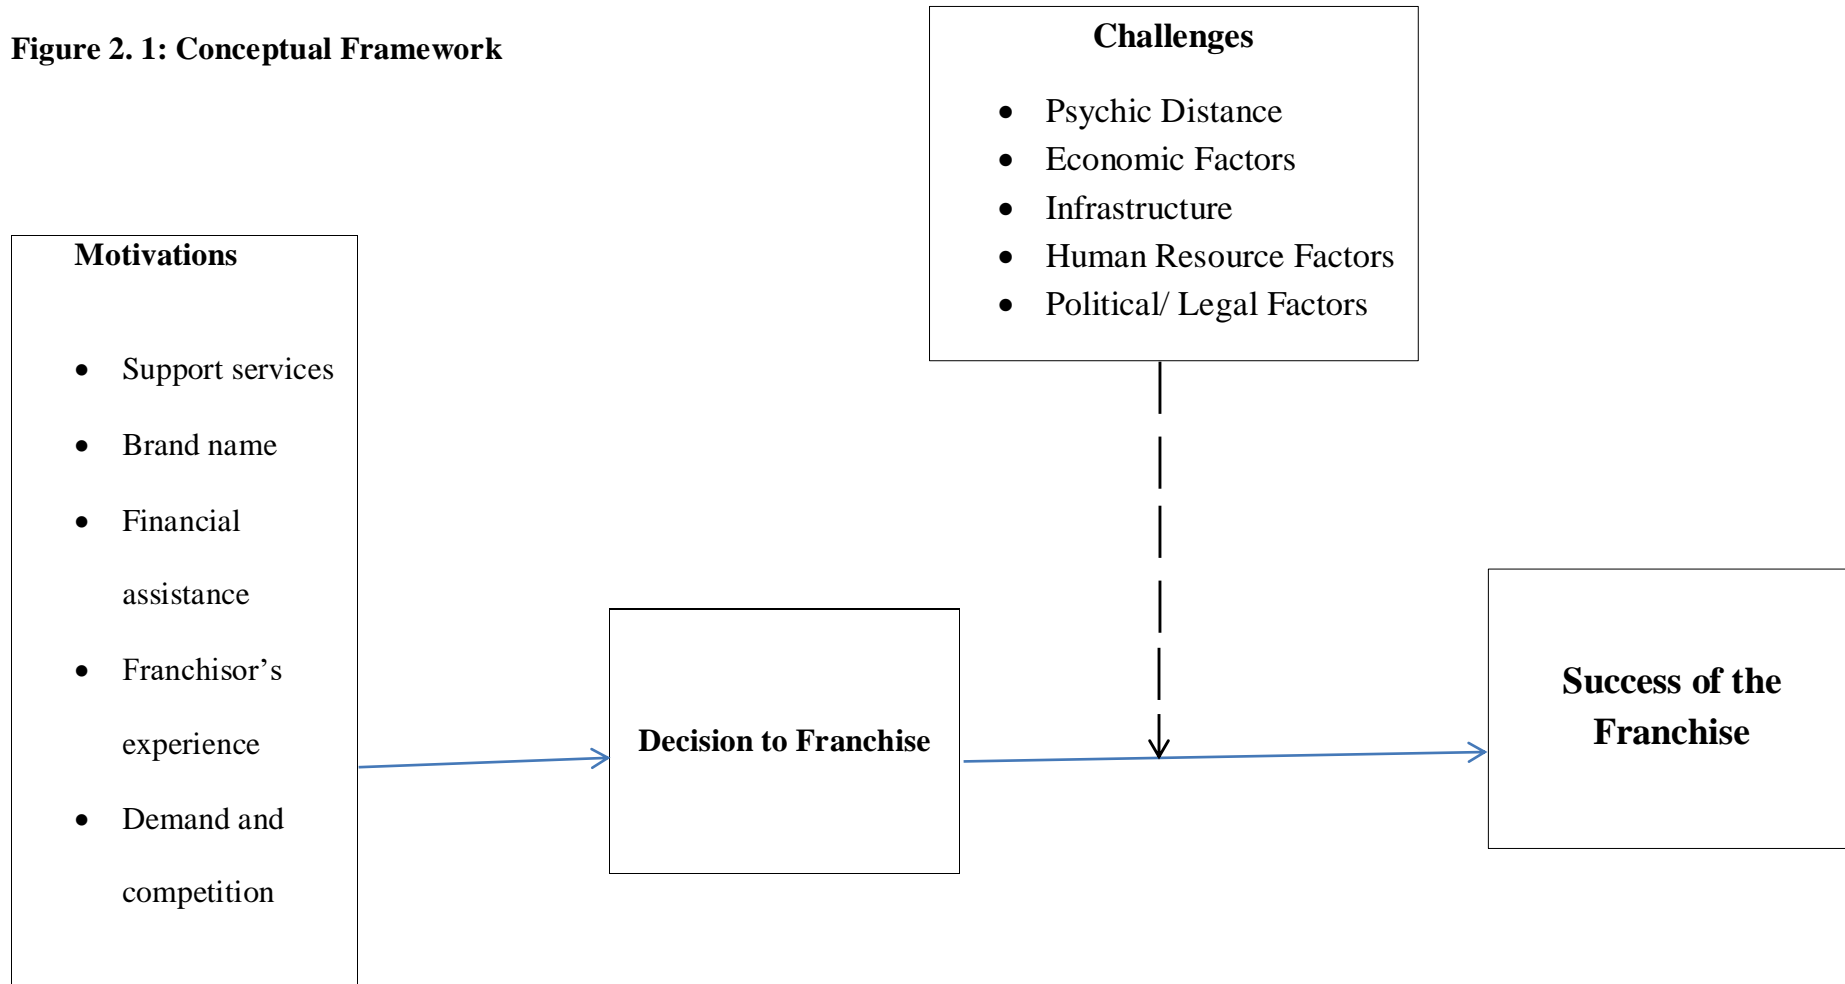 Figure 2. 1: Conceptual Framework
Challenges
• Psychic Distance
• Economic Factors
• Infrastructure
• Human Resource Factors
• Political/ Legal Factors
Motivations
• Support services
• Brand name
• Financial
assistance
• Franchisor’s
experience
• Demand and
competition
Decision to Franchise
Success of the
Franchise